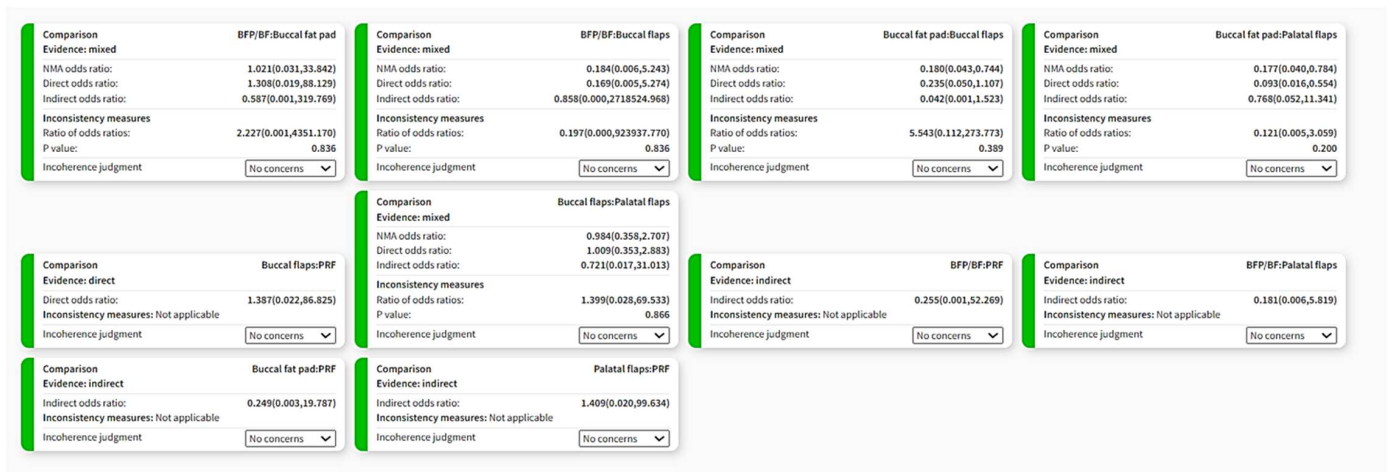 Comparison BFP/BF:Buccal fat pad
Evidence: mixed
NMA odds ratio: 1.021(0.031,33.842)
Direct odds ratio: 1.308(0.019,88.129)
Indirect odds ratio: 0.587(0.001,319.769)
Inconsistency measures
Ratio of odds ratios: 2.227(0.001,4351.170)
P value: 0.836
Incoherence judgment No concerns
Comparison BFP/BF:Buccal flaps
Evidence: mixed
NMA odds ratio: 0.184(0.006,5.243)
Direct odds ratio: 0.169(0.005,5.274)
Indirect odds ratio: 0.858(0.000,2718524.968)
Inconsistency measures
Ratio of odds ratios: 0.197(0.000,923937.770)
P value: 0.836
Incoherence judgment No concerns
Comparison Buccal fat pad:Buccal flaps
Evidence: mixed
NMA odds ratio: 0.180(0.043,0.744)
Direct odds ratio: 0.235(0.050,1.107)
Indirect odds ratio: 0.042(0.001,1.523)
Inconsistency measures
Ratio of odds ratios: 5.543(0.112,273.773)
P value: 0.389
Incoherence judgment No concerns
Comparison Buccal fat pad:Palatal flaps
Evidence: mixed
NMA odds ratio: 0.177(0.040,0.784)
Direct odds ratio: 0.093(0.016,0.554)
Indirect odds ratio: 0.768(0.052,11.341)
Inconsistency measures
Ratio of odds ratios: 0.121(0.005,3.059)
P value: 0.200
Incoherence judgment No concerns
Comparison Buccal flaps:PRF
Evidence: direct
Direct odds ratio: 1.387(0.022,86.825)
Inconsistency measures: Not applicable
Incoherence judgment No concerns
Comparison Buccal flaps:Palatal flaps
Evidence: mixed
NMA odds ratio: 0.984(0.358,2.707)
Direct odds ratio: 1.009(0.353,2.883)
Indirect odds ratio: 0.721(0.017,31.013)
Inconsistency measures
Ratio of odds ratios: 1.399(0.028,69.533)
P value: 0.866
Incoherence judgment No concerns
Comparison BFP/BF:PRF
Evidence: indirect
Indirect odds ratio: 0.255(0.001,52.269)
Inconsistency measures: Not applicable
Incoherence judgment No concerns
Comparison BFP/BF:Palatal flaps
Evidence: indirect
Indirect odds ratio: 0.181(0.006,5.819)
Inconsistency measures: Not applicable
Incoherence judgment No concerns
Comparison Buccal fat pad:PRF
Evidence: indirect
Indirect odds ratio: 0.249(0.003,19.787)
Inconsistency measures: Not applicable
Incoherence judgment No concerns
Comparison Palatal flaps:PRF
Evidence: indirect
Indirect odds ratio: 1.409(0.020,99.634)
Inconsistency measures: Not applicable
Incoherence judgment No concerns